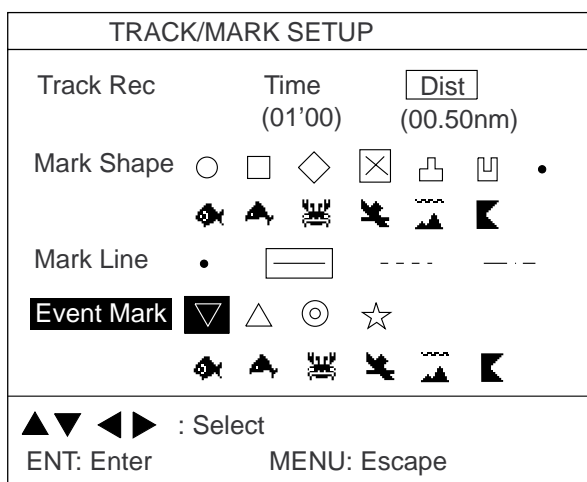 TRACK/MARK SETUP
Track Rec Time Dist
(01'00) (00.50nm)
Mark Shape
Mark Line
Event Mark
: Select
ENT: Enter MENU: Escape